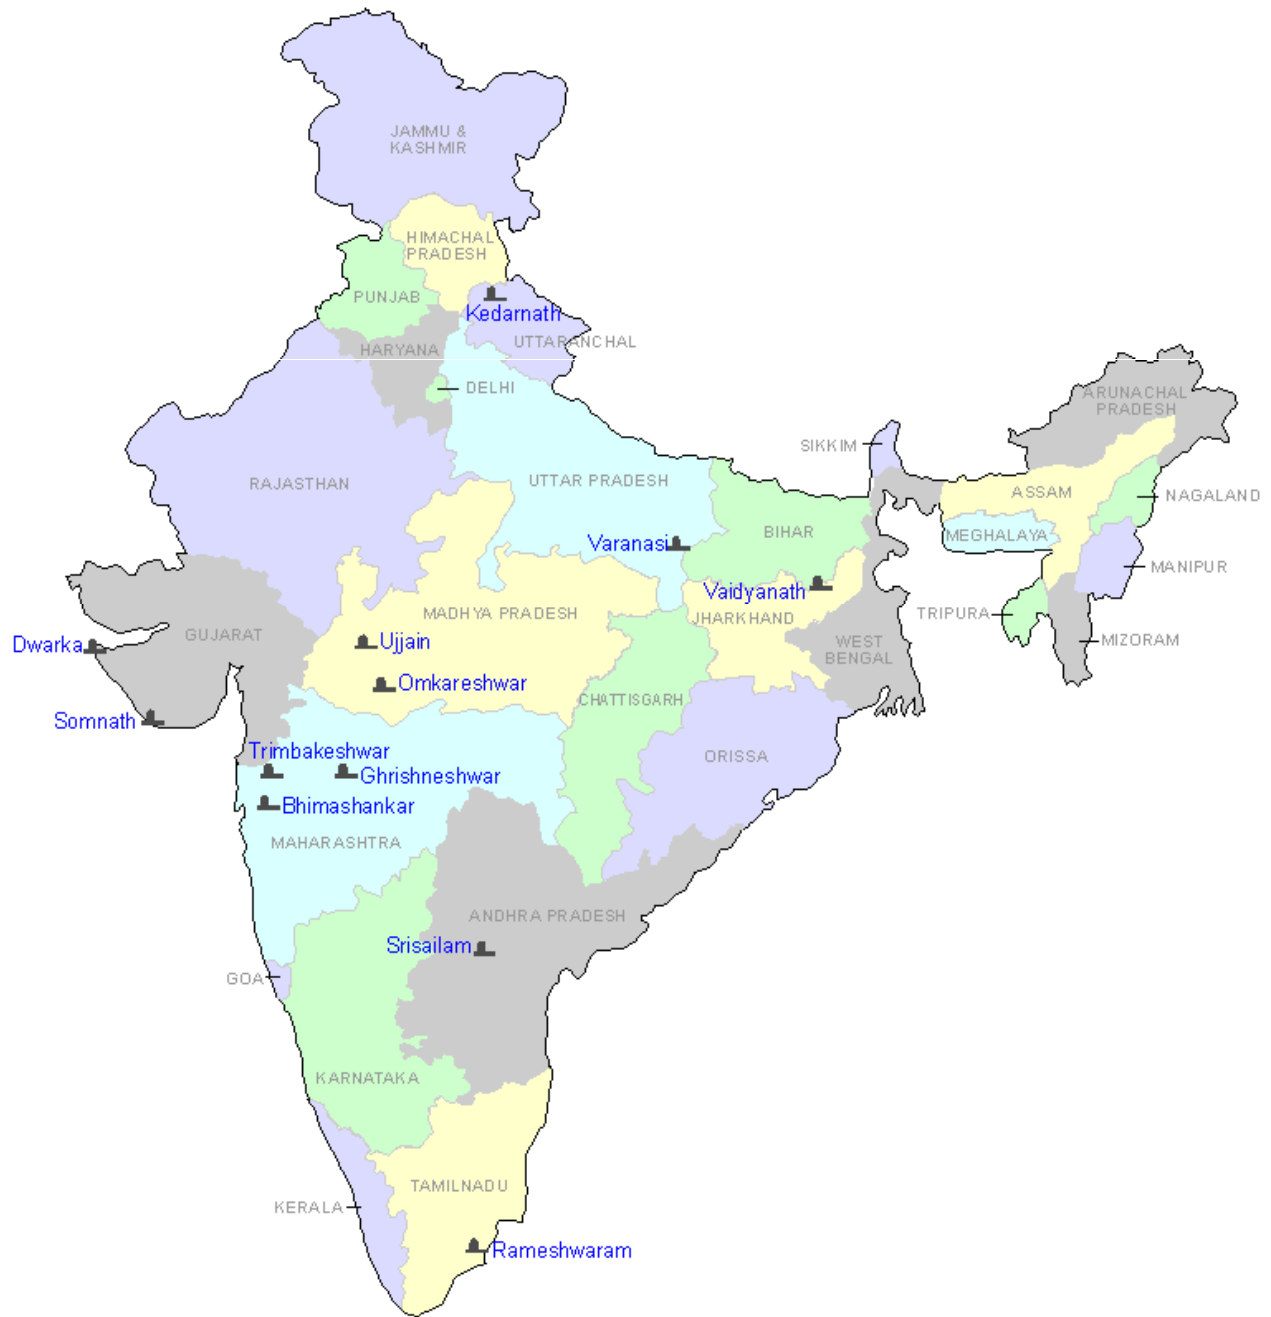 JAMMU &
KASHMIR
HIMACHAL
PRADESH
PUNJAB
Kedarnath
UTTARANCHAL
HARYANA
DELHI
ARUNACHAL
PRADESH
SIKKIM
RAJASTHAN
UTTAR PRADESH
ASSAM
NAGALAND
BIHAR
MEGHALAYA
Varanasi
MANIPUR
Vaidyanath
MADHYA PRADESH
JHARKHAND
TRIPURA
GUJARAT
Dwarka
Ujjain
WEST
BENGAL
MIZORAM
Omkareshwar
CHATTISGARH
Somnath
Trimbakeshwar
ORISSA
Ghrishneshwar
Bhimashankar
MAHARASHTRA
ANDHRA PRADESH
Srisailam
GOA
KARNATAKA
TAMILNADU
KERALA
Rameshwaram